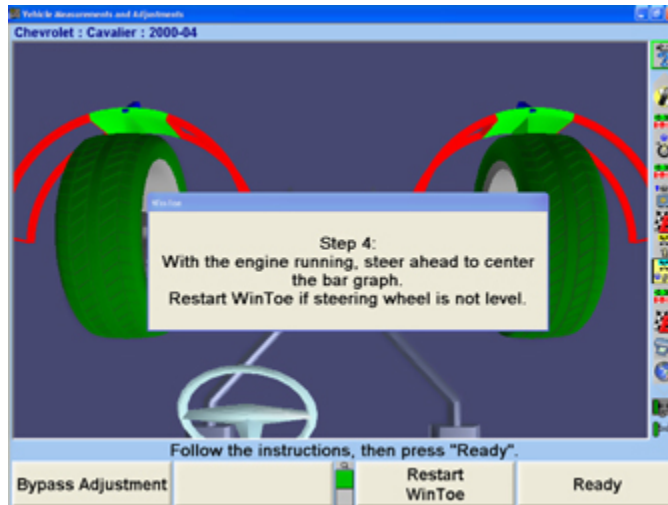 Vehicle Measurements and Adjustments
Chevrolet : Cavalier : 2000-04
WinToe
Step 4:
With the engine running, steer ahead to center
the bar graph.
Restart WinToe if steering wheel is not level.
Follow the instructions, then press "Ready".
Bypass Adjustment
Restart
WinToe
Ready